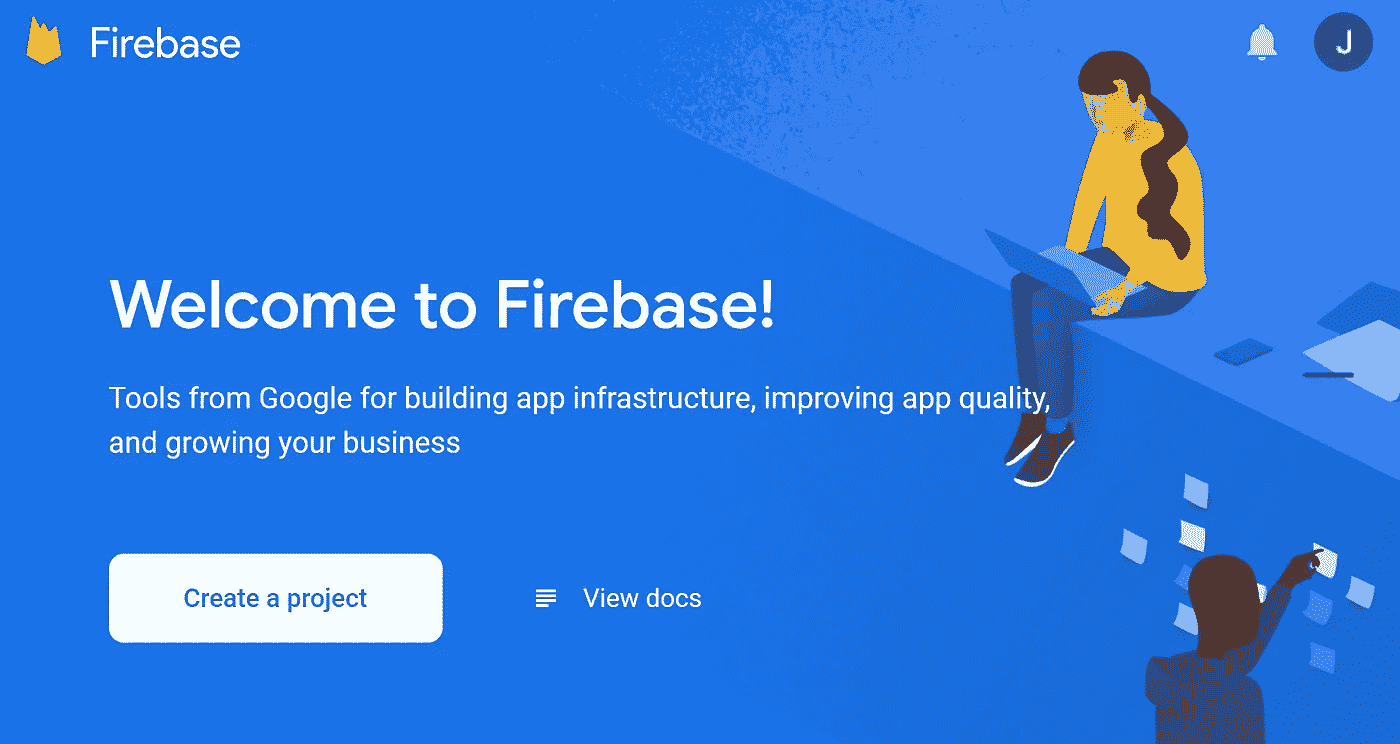 Firebase
J
Welcome to Firebase!
Tools from Google for building app infrastructure, improving app quality,
and growing your business
Create a project
View docs